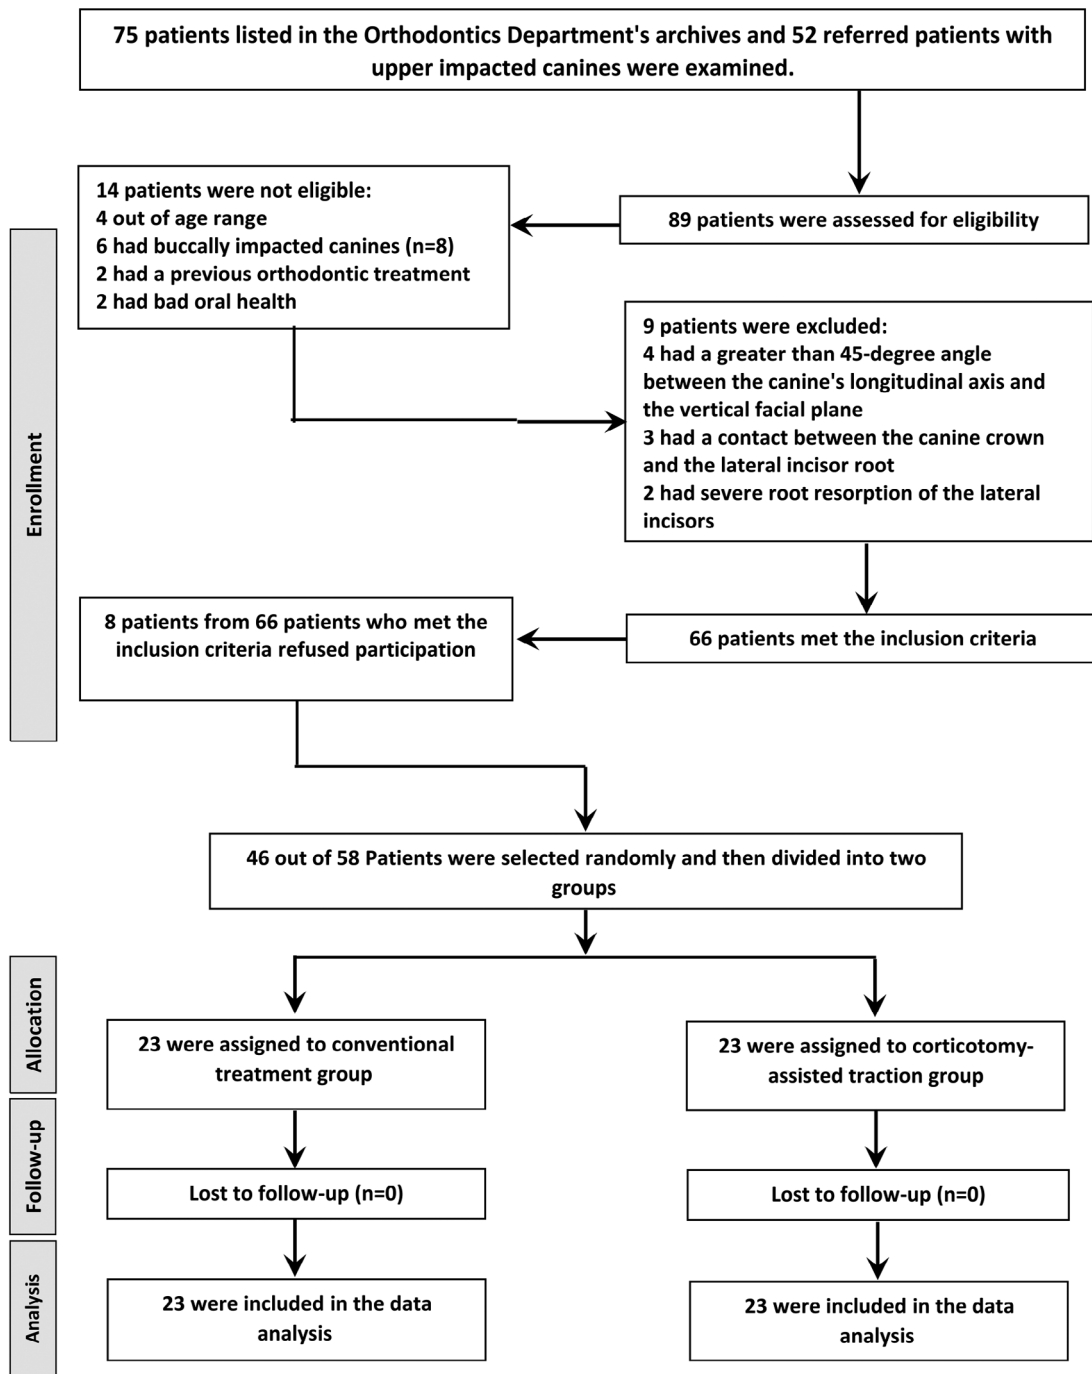 75 patients listed in the Orthodontics Department's archives and 52 referred patients with
upper impacted canines were examined.
89 patients were assessed for eligibility
14 patients were not eligible:
4 out of age range
6 had buccally impacted canines (n=8)
2 had a previous orthodontic treatment
2 had bad oral health
9 patients were excluded:
4 had a greater than 45-degree angle
between the canine's longitudinal axis and
the vertical facial plane
3 had a contact between the canine crown
and the lateral incisor root
2 had severe root resorption of the lateral
incisors
Enrollment
66 patients met the inclusion criteria
8 patients from 66 patients who met the
inclusion criteria refused participation
46 out of 58 Patients were selected randomly and then divided into two
groups
Allocation
23 were assigned to conventional
treatment group
23 were assigned to corticotomy-
assisted traction group
Follow-up
Lost to follow-up (n=0)
Lost to follow-up (n=0)
Analysis
23 were included in the data
analysis
23 were included in the data
analysis